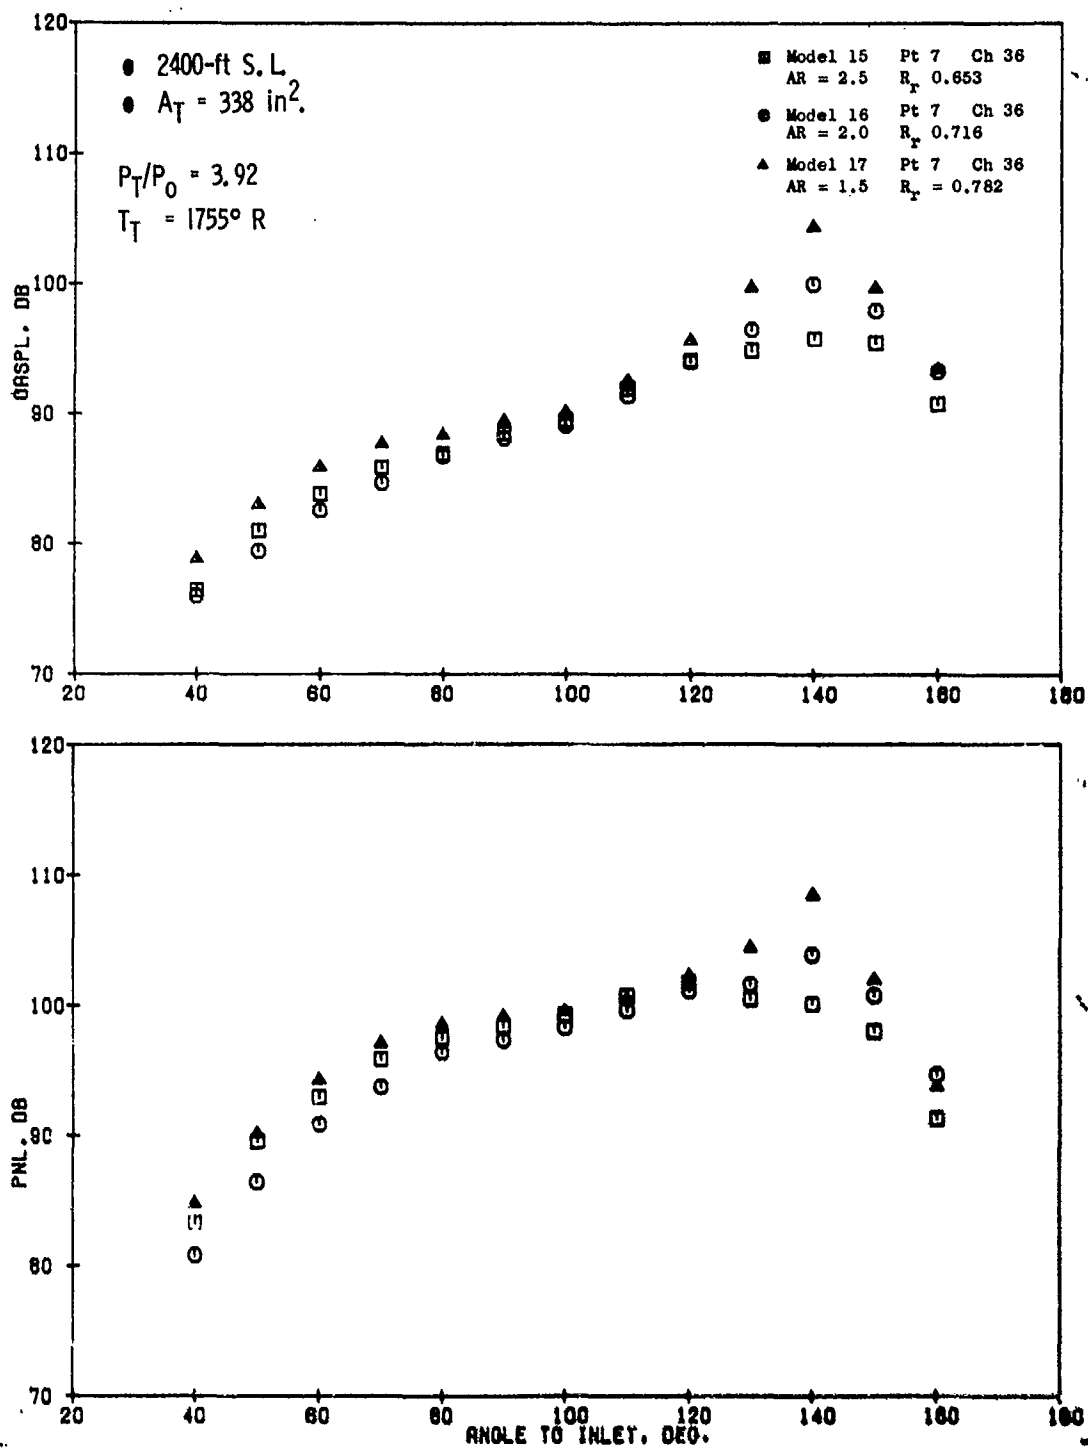 120
110
100
90
80
70
OASPL, DB
● 2400-ft S.L.
● A_T = 338 in².
P_T/P_o = 3.92
T_T = 1755° R
Model 15 Pt 7 Ch 36
AR = 2.5 R_r 0.653
Model 16 Pt 7 Ch 36
AR = 2.0 R_r 0.716
Model 17 Pt 7 Ch 36
AR = 1.5 R_r = 0.782
20 40 60 80 100 120 140 160 180
120
110
100
90
80
70
PNL, DB
20 40 60 80 100 120 140 160 180
ANGLE TO INLET, DEG.